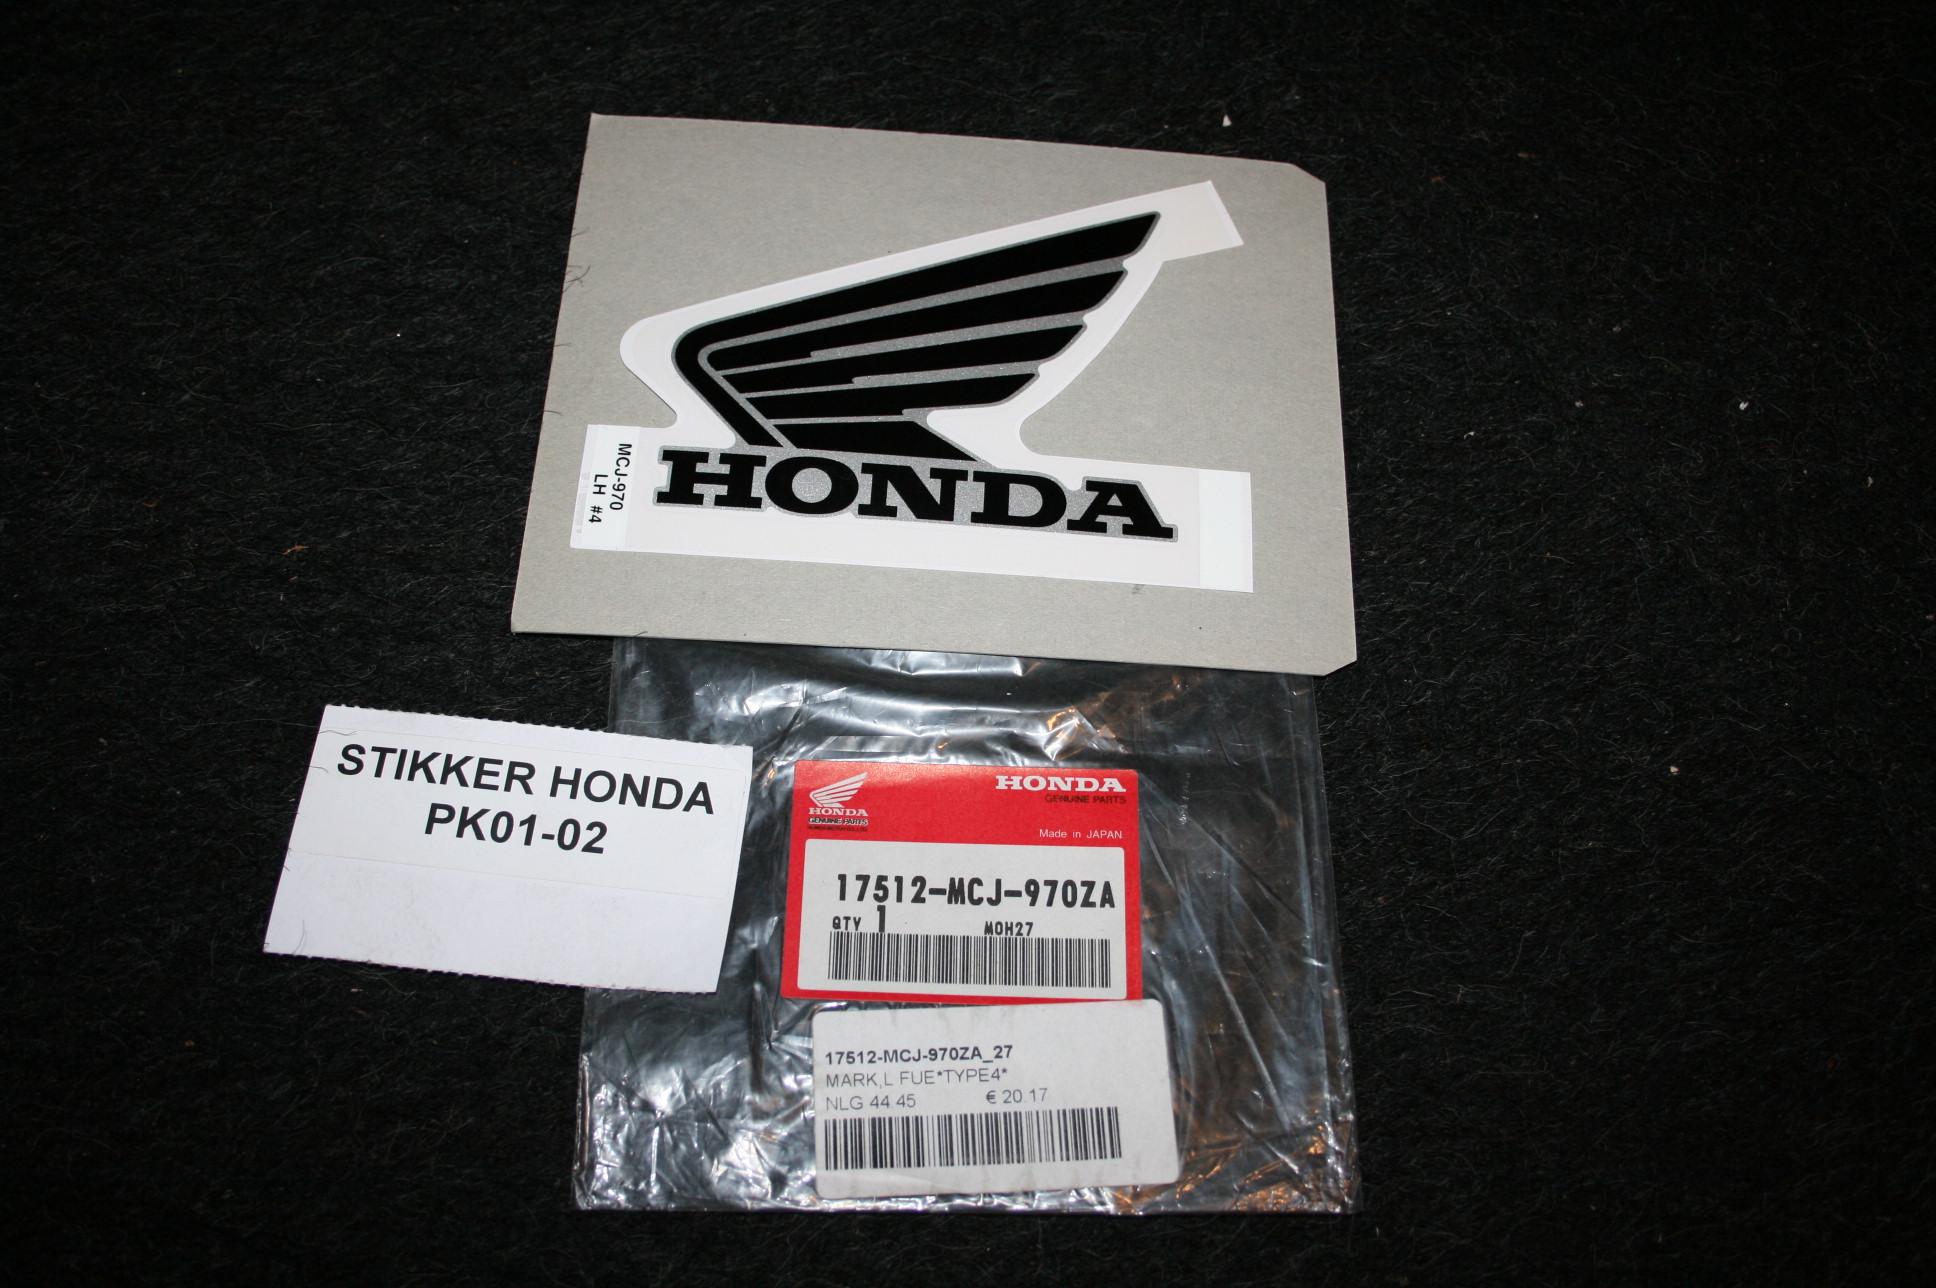 HONDA
MCJ-970
LH #4
STIKKER HONDA
PK01-02
HONDA
GENUINE PARTS
HONDA
GENUINE PARTS
Made in JAPAN
17512-MCJ-970ZA
QTY 1 MOH27
17512-MCJ-970ZA_27
MARK,L FUE*TYPE4*
NLG 44.45 € 20.17